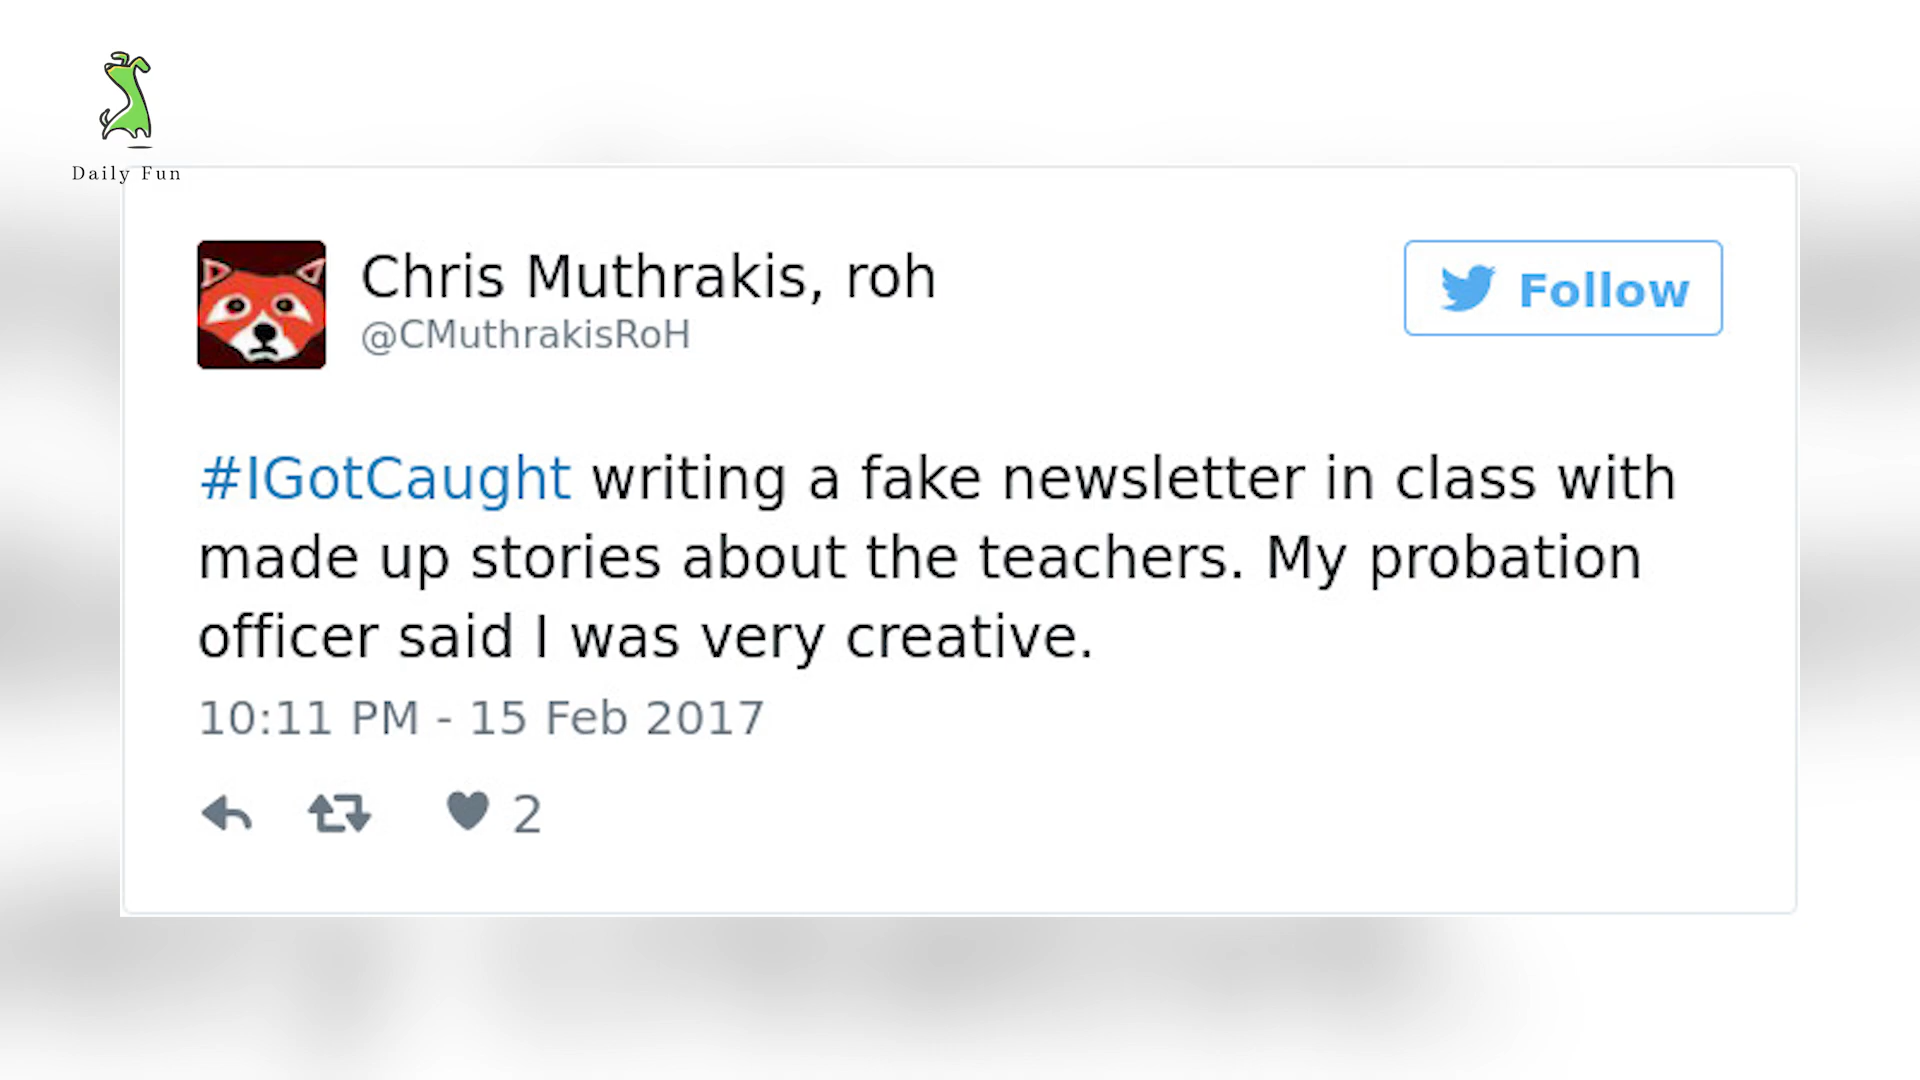 Daily Fun
Chris Muthrakis, roh
@CMuthrakisRoH
Follow
#IGotCaught writing a fake newsletter in class with
made up stories about the teachers. My probation
officer said I was very creative.
10:11 PM - 15 Feb 2017
2